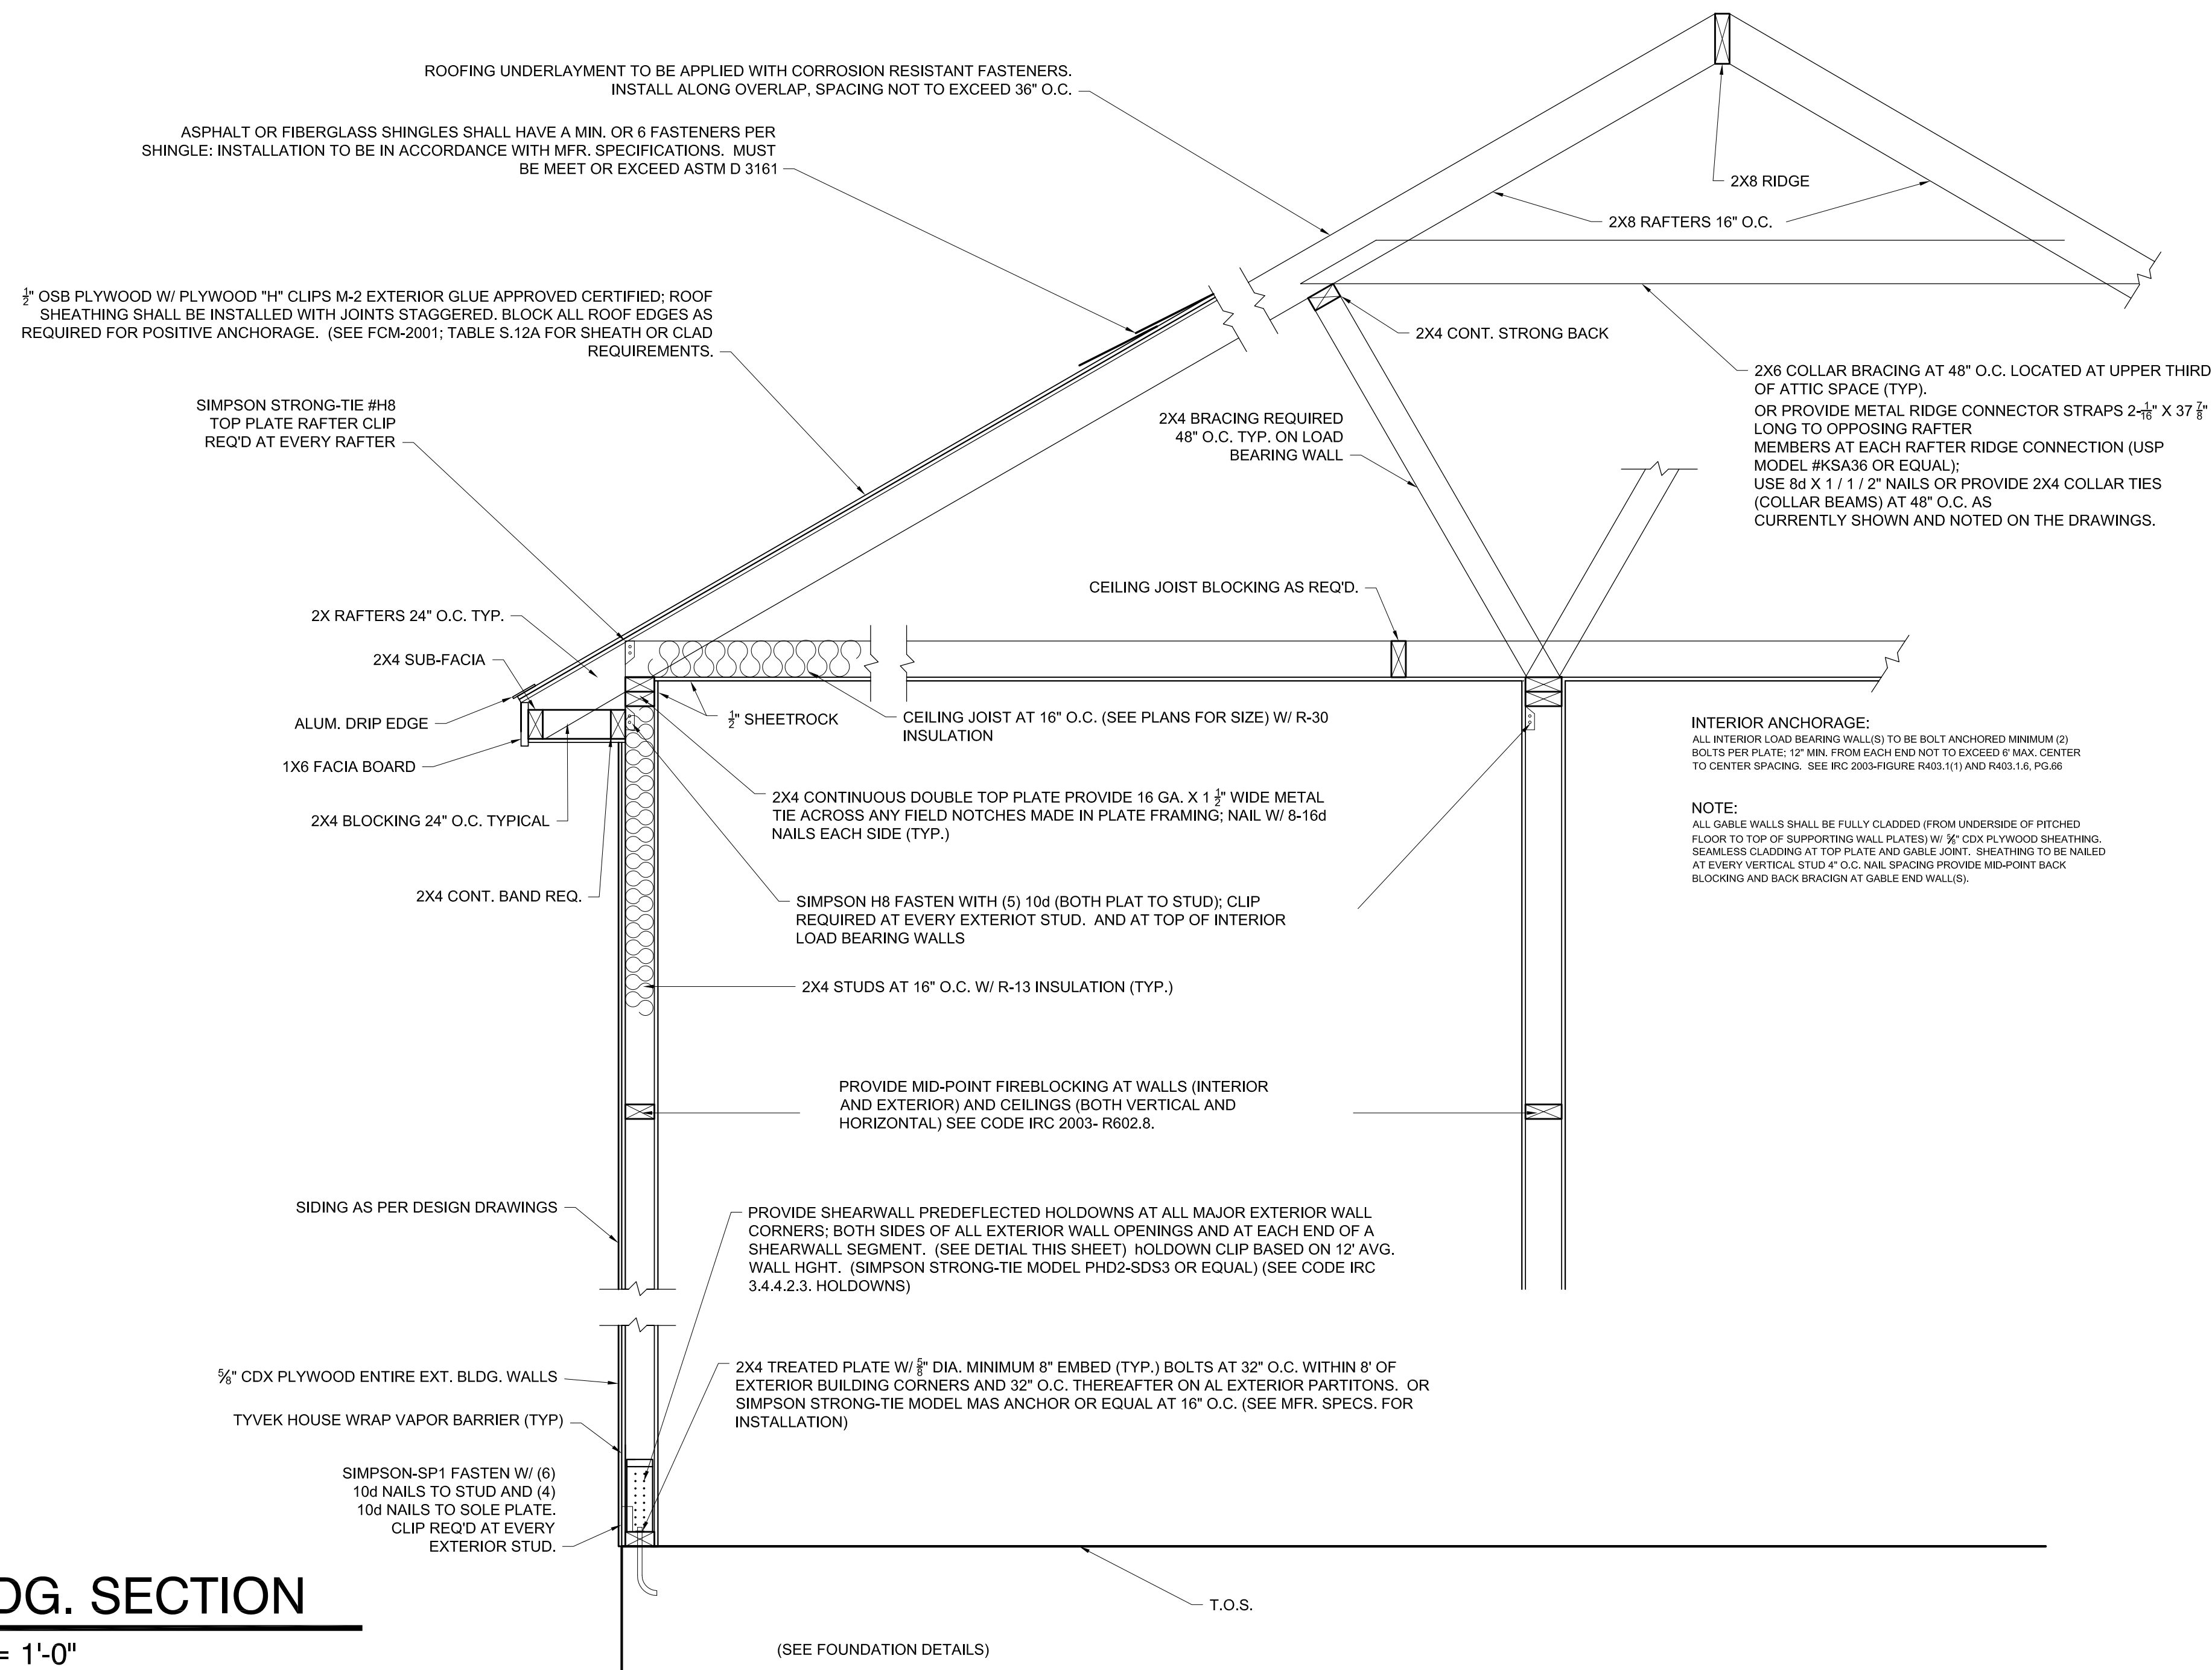 ROOFING UNDERLAYMENT TO BE APPLIED WITH CORROSION RESISTANT FASTENERS.
INSTALL ALONG OVERLAP, SPACING NOT TO EXCEED 36" O.C.
ASPHALT OR FIBERGLASS SHINGLES SHALL HAVE A MIN. OR 6 FASTENERS PER
SHINGLE: INSTALLATION TO BE IN ACCORDANCE WITH MFR. SPECIFICATIONS. MUST
BE MEET OR EXCEED ASTM D 3161
2X8 RIDGE
2X8 RAFTERS 16" O.C.
½" OSB PLYWOOD W/ PLYWOOD "H" CLIPS M-2 EXTERIOR GLUE APPROVED CERTIFIED; ROOF
SHEATHING SHALL BE INSTALLED WITH JOINTS STAGGERED. BLOCK ALL ROOF EDGES AS
REQUIRED FOR POSITIVE ANCHORAGE. (SEE FCM-2001; TABLE S.12A FOR SHEATH OR CLAD
REQUIREMENTS.
2X4 CONT. STRONG BACK
2X6 COLLAR BRACING AT 48" O.C. LOCATED AT UPPER THIRD
OF ATTIC SPACE (TYP).
OR PROVIDE METAL RIDGE CONNECTOR STRAPS 2-1/16" X 37 ⅞"
LONG TO OPPOSING RAFTER
MEMBERS AT EACH RAFTER RIDGE CONNECTION (USP
MODEL #KSA36 OR EQUAL);
USE 8d X 1 / 1 / 2" NAILS OR PROVIDE 2X4 COLLAR TIES
(COLLAR BEAMS) AT 48" O.C. AS
CURRENTLY SHOWN AND NOTED ON THE DRAWINGS.
SIMPSON STRONG-TIE #H8
TOP PLATE RAFTER CLIP
REQ'D AT EVERY RAFTER
2X4 BRACING REQUIRED
48" O.C. TYP. ON LOAD
BEARING WALL
CEILING JOIST BLOCKING AS REQ'D.
2X RAFTERS 24" O.C. TYP.
2X4 SUB-FACIA
ALUM. DRIP EDGE
½" SHEETROCK
CEILING JOIST AT 16" O.C. (SEE PLANS FOR SIZE) W/ R-30
INSULATION
1X6 FACIA BOARD
2X4 BLOCKING 24" O.C. TYPICAL
2X4 CONTINUOUS DOUBLE TOP PLATE PROVIDE 16 GA. X 1 ½" WIDE METAL
TIE ACROSS ANY FIELD NOTCHES MADE IN PLATE FRAMING; NAIL W/ 8-16d
NAILS EACH SIDE (TYP.)
2X4 CONT. BAND REQ.
SIMPSON H8 FASTEN WITH (5) 10d (BOTH PLAT TO STUD); CLIP
REQUIRED AT EVERY EXTERIOT STUD. AND AT TOP OF INTERIOR
LOAD BEARING WALLS
INTERIOR ANCHORAGE:
ALL INTERIOR LOAD BEARING WALL(S) TO BE BOLT ANCHORED MINIMUM (2)
BOLTS PER PLATE; 12" MIN. FROM EACH END NOT TO EXCEED 6' MAX. CENTER
TO CENTER SPACING. SEE IRC 2003-FIGURE R403.1(1) AND R403.1.6, PG.66
NOTE:
ALL GABLE WALLS SHALL BE FULLY CLADDED (FROM UNDERSIDE OF PITCHED
FLOOR TO TOP OF SUPPORTING WALL PLATES) W/ ⅝" CDX PLYWOOD SHEATHING.
SEAMLESS CLADDING AT TOP PLATE AND GABLE JOINT. SHEATHING TO BE NAILED
AT EVERY VERTICAL STUD 4" O.C. NAIL SPACING PROVIDE MID-POINT BACK
BLOCKING AND BACK BRACIGN AT GABLE END WALL(S).
2X4 STUDS AT 16" O.C. W/ R-13 INSULATION (TYP.)
PROVIDE MID-POINT FIREBLOCKING AT WALLS (INTERIOR
AND EXTERIOR) AND CEILINGS (BOTH VERTICAL AND
HORIZONTAL) SEE CODE IRC 2003- R602.8.
SIDING AS PER DESIGN DRAWINGS
PROVIDE SHEARWALL PREDEFLECTED HOLDOWNS AT ALL MAJOR EXTERIOR WALL
CORNERS; BOTH SIDES OF ALL EXTERIOR WALL OPENINGS AND AT EACH END OF A
SHEARWALL SEGMENT. (SEE DETIAL THIS SHEET) hOLDOWN CLIP BASED ON 12' AVG.
WALL HGHT. (SIMPSON STRONG-TIE MODEL PHD2-SDS3 OR EQUAL) (SEE CODE IRC
3.4.4.2.3. HOLDOWNS)
⅝" CDX PLYWOOD ENTIRE EXT. BLDG. WALLS
TYVEK HOUSE WRAP VAPOR BARRIER (TYP)
2X4 TREATED PLATE W/ ⅝" DIA. MINIMUM 8" EMBED (TYP.) BOLTS AT 32" O.C. WITHIN 8' OF
EXTERIOR BUILDING CORNERS AND 32" O.C. THEREAFTER ON AL EXTERIOR PARTITONS. OR
SIMPSON STRONG-TIE MODEL MAS ANCHOR OR EQUAL AT 16" O.C. (SEE MFR. SPECS. FOR
INSTALLATION)
SIMPSON-SP1 FASTEN W/ (6)
10d NAILS TO STUD AND (4)
10d NAILS TO SOLE PLATE.
CLIP REQ'D AT EVERY
EXTERIOR STUD.
DG. SECTION
= 1'-0"
T.O.S.
(SEE FOUNDATION DETAILS)